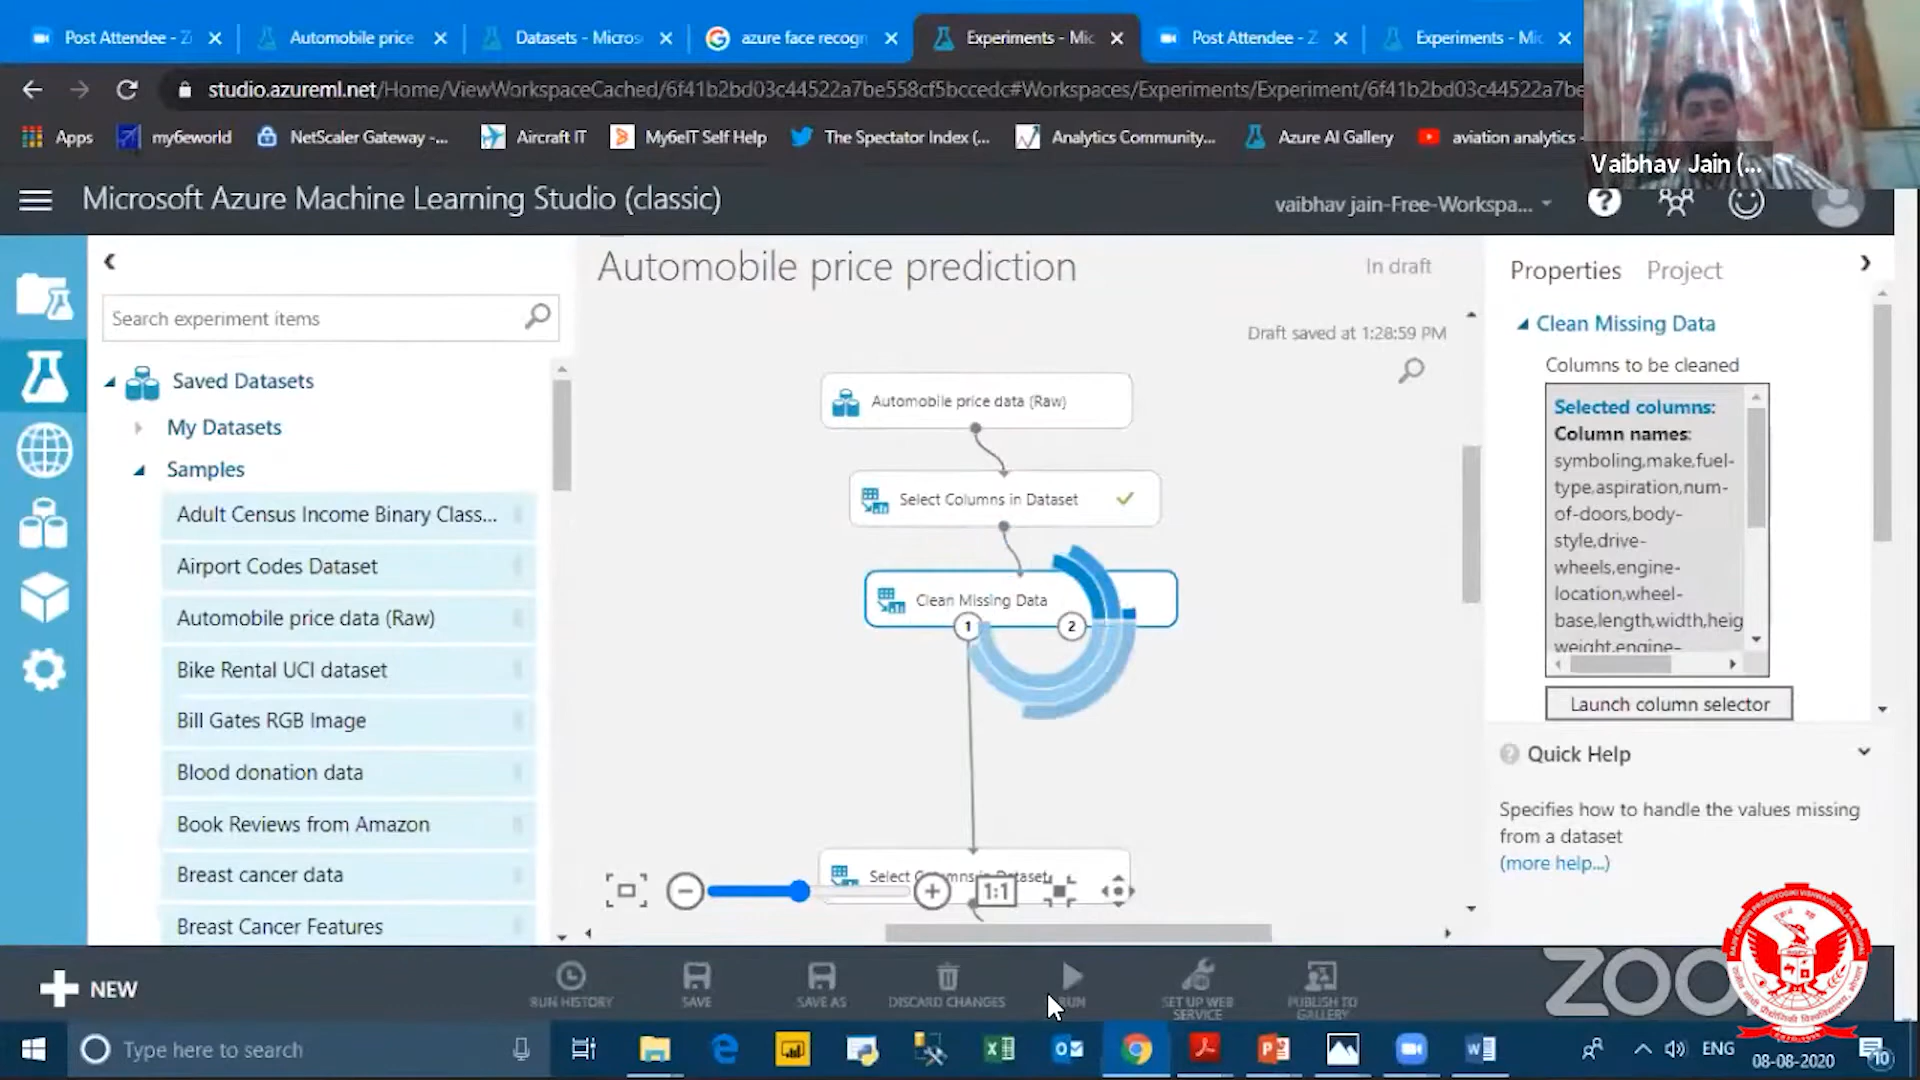 Post Attendee - Z
Automobile price
Datasets - Micros
azure face recogn
Experiments - Mic
Post Attendee - Z
Experiments - Mic
studio.azureml.net/Home/ViewWorkspaceCached/6f41b2bd03c44522a7be558cf5bccedc#Workspaces/Experiments/Experiment/6f41b2bd03c44522a7be
Apps
my6eworld
NetScaler Gateway -...
Aircraft IT
My6eIT Self Help
The Spectator Index (...
Analytics Community...
Azure AI Gallery
aviation analytics -
Vaibhav Jain (...
Microsoft Azure Machine Learning Studio (classic)
vaibhav jain-Free-Workspa...
Automobile price prediction
In draft
Draft saved at 1:28:59 PM
Search experiment items
Saved Datasets
My Datasets
Samples
Adult Census Income Binary Class...
Airport Codes Dataset
Automobile price data (Raw)
Bike Rental UCI dataset
Bill Gates RGB Image
Blood donation data
Book Reviews from Amazon
Breast cancer data
Breast Cancer Features
Automobile price data (Raw)
Select Columns in Dataset
Clean Missing Data
1
2
Select Columns in Dataset
1:1
Properties
Project
Clean Missing Data
Columns to be cleaned
Selected columns:
Column names:
symboling,make,fuel-
type,aspiration,num-
of-doors,body-
style,drive-
wheels,engine-
location,wheel-
base,length,width,heig
weight,engine-
Launch column selector
Quick Help
Specifies how to handle the values missing
from a dataset
(more help...)
NEW
RUN HISTORY
SAVE
SAVE AS
DISCARD CHANGES
RUN
SET UP WEB
SERVICE
PUBLISH TO
GALLERY
Type here to search
ENG
08-08-2020
10